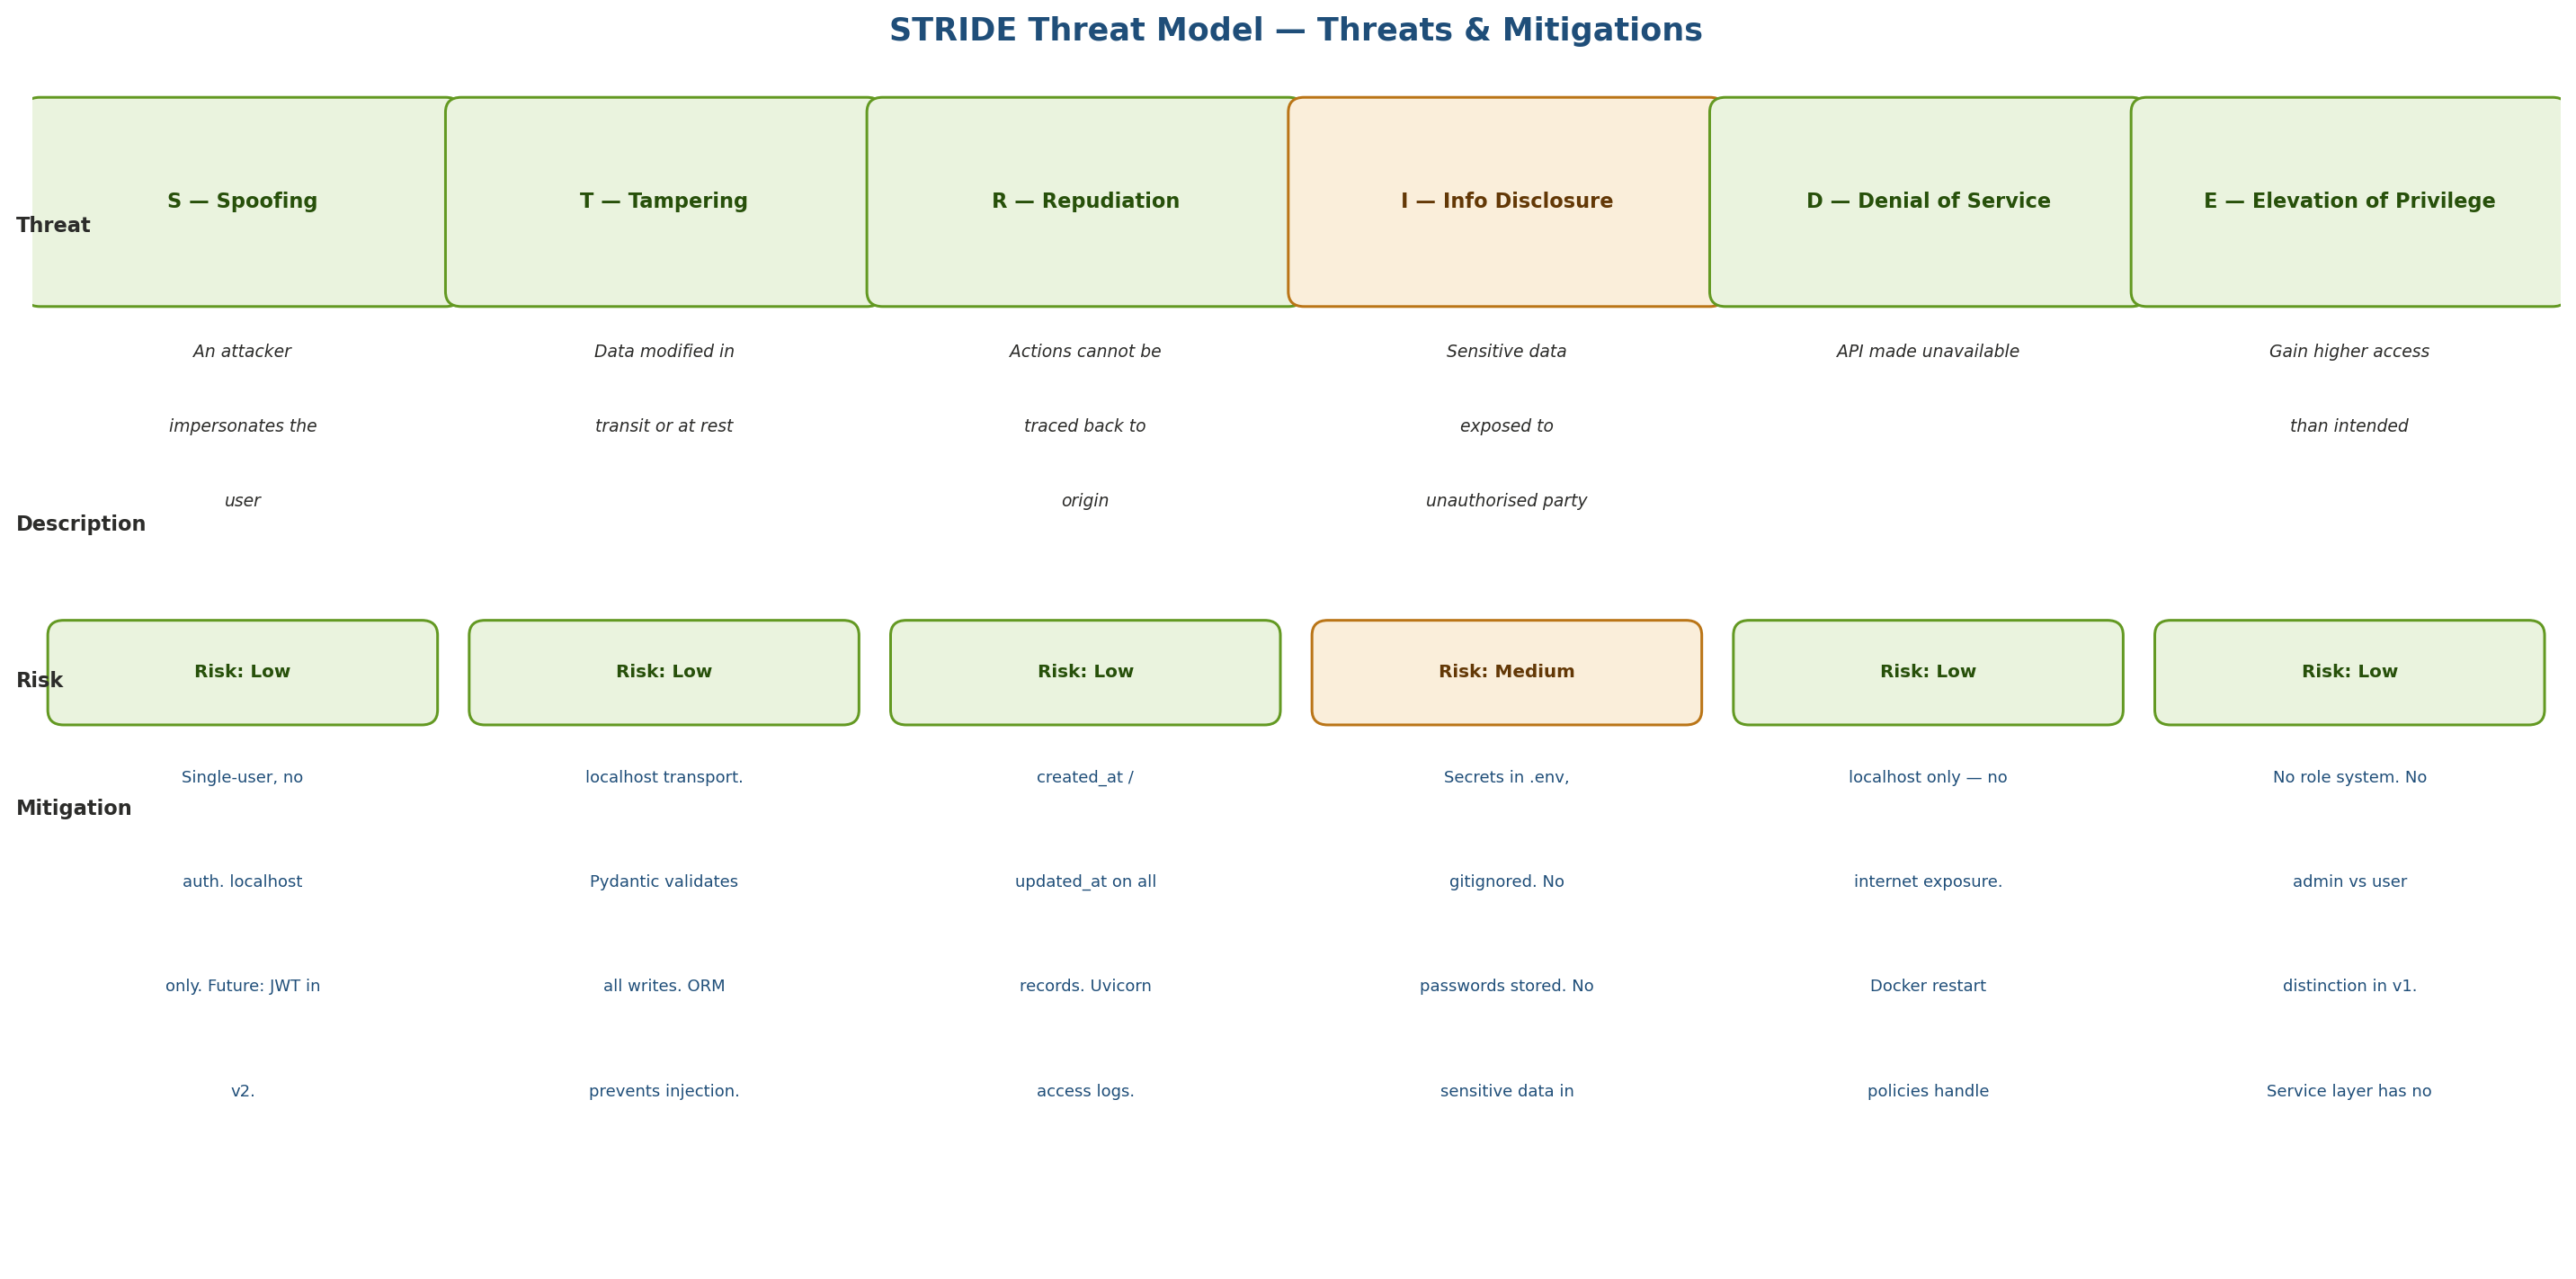 STRIDE Threat Model — Threats & Mitigations
Threat
S — Spoofing
T — Tampering
R — Repudiation
I — Info Disclosure
D — Denial of Service
E — Elevation of Privilege
Description
An attacker
impersonates the
user
Data modified in
transit or at rest
Actions cannot be
traced back to
origin
Sensitive data
exposed to
unauthorised party
API made unavailable
Gain higher access
than intended
Risk
Risk: Low
Risk: Low
Risk: Low
Risk: Medium
Risk: Low
Risk: Low
Mitigation
Single-user, no
auth. localhost
only. Future: JWT in
v2.
localhost transport.
Pydantic validates
all writes. ORM
prevents injection.
created_at /
updated_at on all
records. Uvicorn
access logs.
Secrets in .env,
gitignored. No
passwords stored. No
sensitive data in
localhost only — no
internet exposure.
Docker restart
policies handle
No role system. No
admin vs user
distinction in v1.
Service layer has no